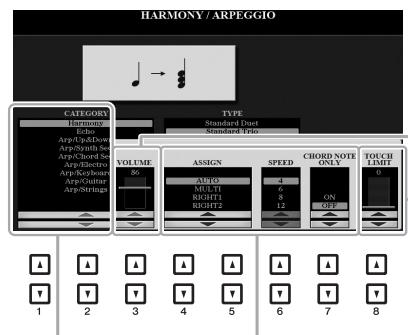 HARMONY / ARPEGGIO
CATEGORY
Harmony
Echo
Arp/Up&Down
Arp/Synth Seq
Arp/Chord Seq
Arp/Electro
Arp/Keyboard
Arp/Guitar
Arp/Strings
TYPE
Standard Duet
Standard Trio
VOLUME
86
ASSIGN
AUTO
MULTI
RIGHT1
RIGHT2
SPEED
4
6
8
12
CHORD NOTE
ONLY
ON
OFF
TOUCH
LIMIT
0
1 2 3 4 5 6 7 8